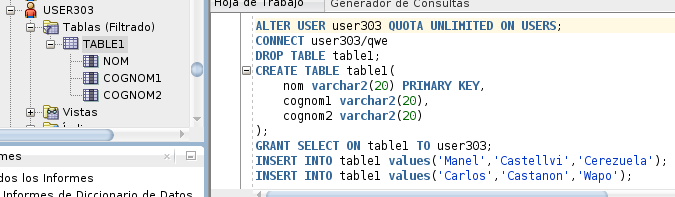 USER303
Tablas (Filtrado)
TABLE1
NOM
COGNOM1
COGNOM2
Vistas
mes
dos los Informes
Informes de Diccionario de Datos
Hoja de Trabajo
Generador de Consultas
ALTER USER user303 QUOTA UNLIMITED ON USERS;
CONNECT user303/qwe
DROP TABLE table1;
CREATE TABLE table1(
nom varchar2(20) PRIMARY KEY,
cognom1 varchar2(20),
cognom2 varchar2(20)
);
GRANT SELECT ON table1 TO user303;
INSERT INTO table1 values('Manel','Castellvi','Cerezuela');
INSERT INTO table1 values('Carlos','Castanon','Wapo');